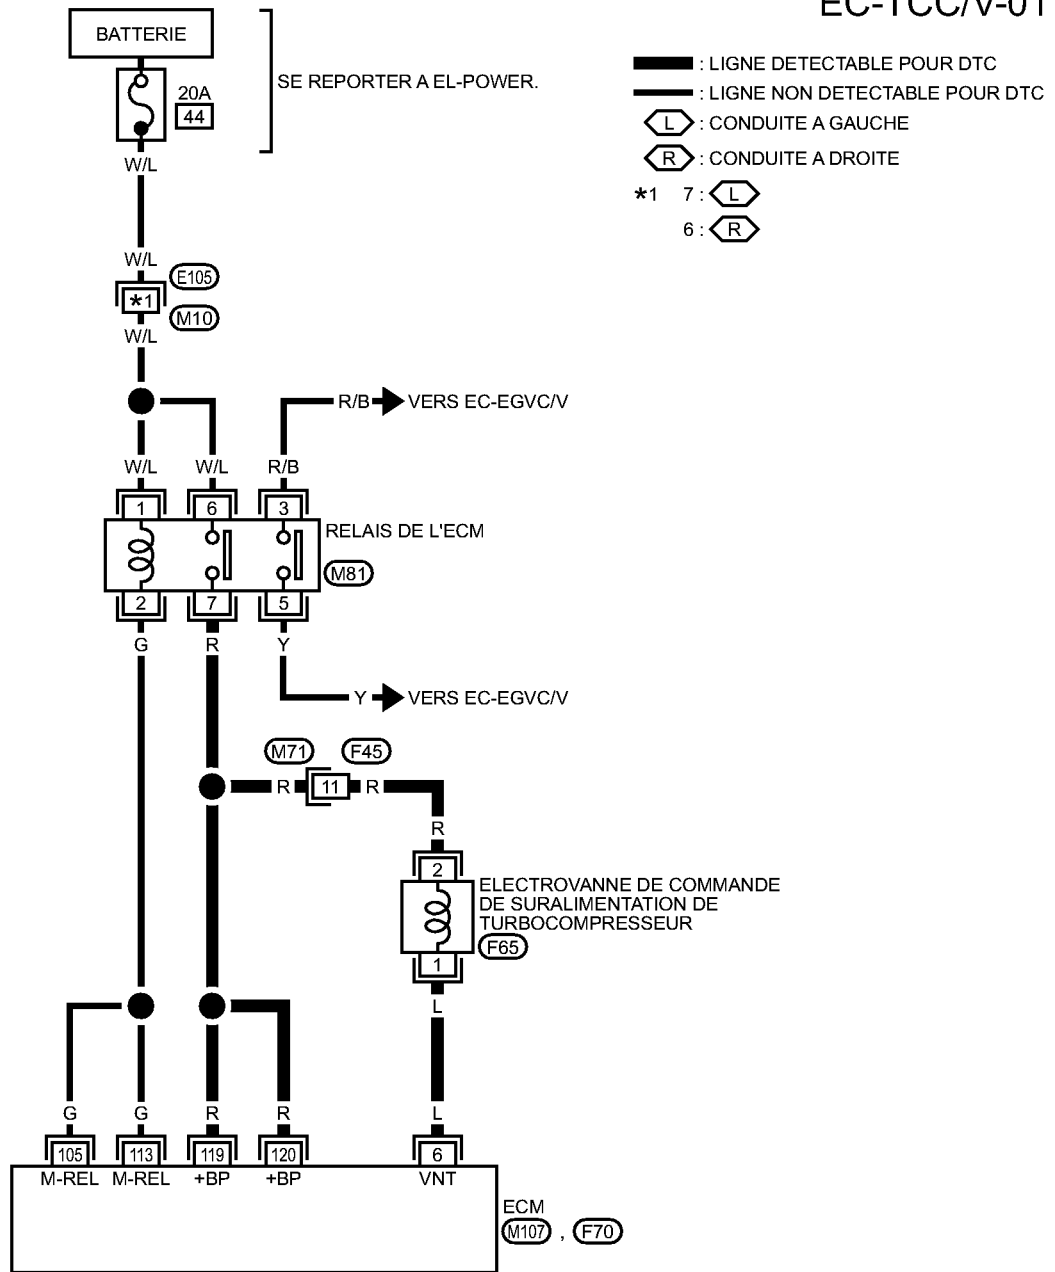 EC-TCC/V-01
BATTERIE
20A
44
SE REPORTER A EL-POWER.
: LIGNE DETECTABLE POUR DTC
: LIGNE NON DETECTABLE POUR DTC
L : CONDUITE A GAUCHE
R : CONDUITE A DROITE
*1 7 : L
6 : R
W/L
W/L
E105
*1
M10
W/L
R/B VERS EC-EGVC/V
W/L W/L R/B
1 6 3
RELAIS DE L'ECM
M81
2 7 5
G R Y
Y VERS EC-EGVC/V
M71 F45
R 11 R
R
2
ELECTROVANNE DE COMMANDE
DE SURALIMENTATION DE
TURBOCOMPRESSEUR
F65
1
L
G G R R L
105 113 119 120 6
M-REL M-REL +BP +BP VNT
ECM
M107 , F70